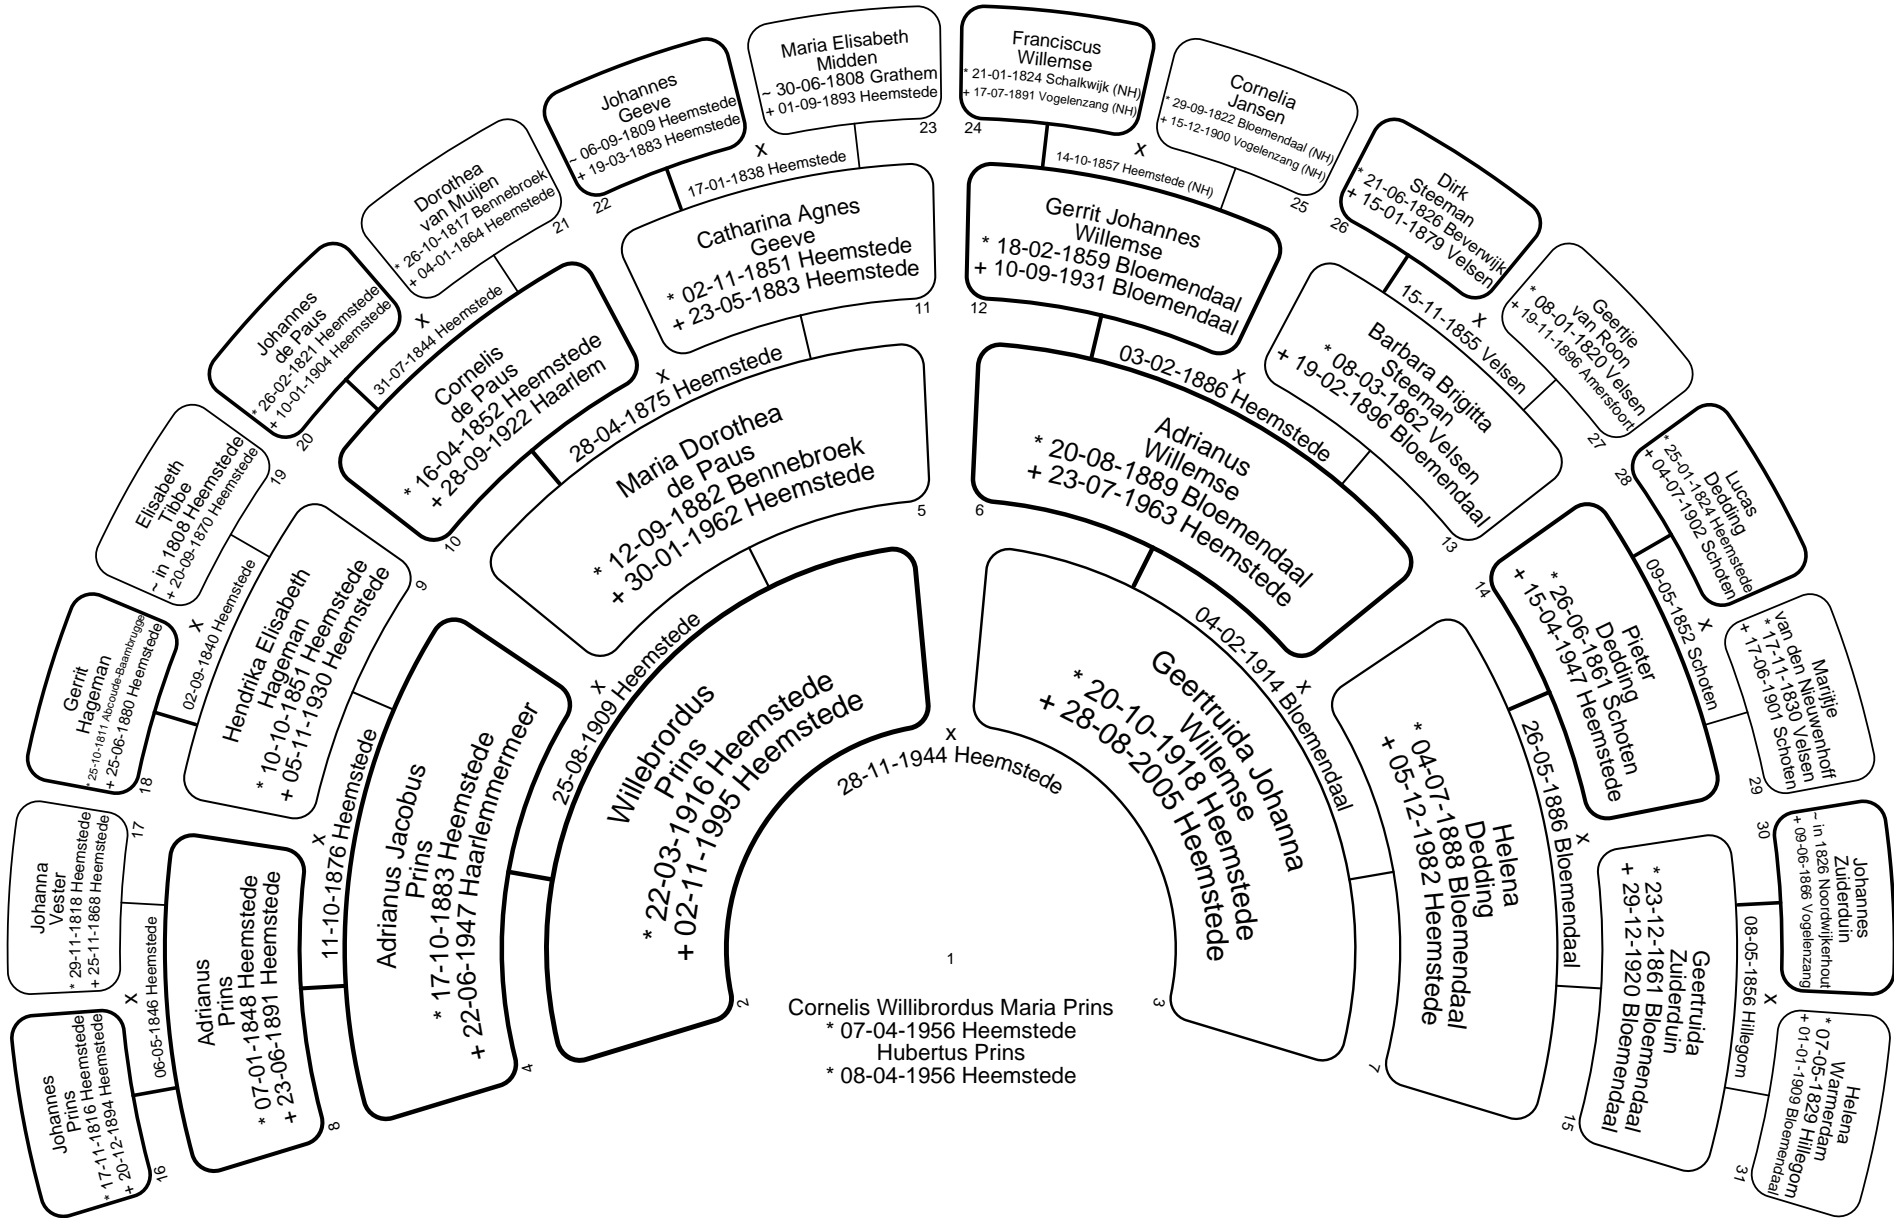 1
Cornelis Willibrordus Maria Prins
* 07-04-1956 Heemstede
Hubertus Prins
* 08-04-1956 Heemstede
Willebrordus
Prins
* 22-03-1916 Heemstede
+ 02-11-1995 Heemstede
2
x
28-11-1944 Heemstede
Geertruida Johanna
Willemse
* 20-10-1918 Heemstede
+ 28-08-2005 Heemstede
3
Adrianus Jacobus
Prins
* 17-10-1883 Heemstede
+ 22-06-1947 Haarlemmermeer
4
x
25-08-1909 Heemstede
Maria Dorothea
de Paus
* 12-09-1882 Bennebroek
+ 30-01-1962 Heemstede
5
Adrianus
Willemse
* 20-08-1889 Bloemendaal
+ 23-07-1963 Heemstede
6
x
04-02-1914 Bloemendaal
Helena
Dedding
* 04-07-1888 Bloemendaal
+ 05-12-1982 Heemstede
7
Adrianus
Prins
* 07-01-1848 Heemstede
+ 23-06-1891 Heemstede
8
x
11-10-1876 Heemstede
Hendrika Elisabeth
Hageman
* 10-10-1851 Heemstede
+ 05-11-1930 Heemstede
9
Cornelis
de Paus
* 16-04-1852 Heemstede
+ 28-09-1922 Haarlem
10
x
28-04-1875 Heemstede
Catharina Agnes
Geeve
* 02-11-1851 Heemstede
+ 23-05-1883 Heemstede
11
Gerrit Johannes
Willemse
* 18-02-1859 Bloemendaal
+ 10-09-1931 Bloemendaal
12
x
03-02-1886 Heemstede
Barbara Brigitta
Steeman
* 08-03-1862 Velsen
+ 19-02-1896 Bloemendaal
13
Pieter
Dedding
* 26-06-1861 Schoten
+ 15-04-1947 Heemstede
14
x
26-05-1886 Bloemendaal
Geertruida
Zuiderduin
* 23-12-1861 Bloemendaal
+ 29-12-1920 Bloemendaal
15
Johannes
Prins
* 17-11-1816 Heemstede
+ 20-12-1894 Heemstede
16
x
06-05-1846 Heemstede
Johanna
Vester
* 29-11-1818 Heemstede
+ 25-11-1868 Heemstede
17
Gerrit
Hageman
* 25-10-1811 Abcoude-Baambrugge
+ 25-06-1880 Heemstede
18
x
02-09-1840 Heemstede
Elisabeth
Tibbe
~ in 1808 Heemstede
+ 20-09-1870 Heemstede
19
Johannes
de Paus
* 26-02-1821 Heemstede
+ 10-01-1904 Heemstede
20
x
31-07-1844 Heemstede
Dorothea
van Muijen
* 26-10-1817 Bennebroek
+ 04-01-1864 Heemstede
21
Johannes
Geeve
~ 06-09-1809 Heemstede
+ 19-03-1883 Heemstede
22
x
17-01-1838 Heemstede
Maria Elisabeth
Midden
~ 30-06-1808 Grathem
+ 01-09-1893 Heemstede
23
Franciscus
Willemse
* 21-01-1824 Schalkwijk (NH)
+ 17-07-1891 Vogelenzang (NH)
24
x
14-10-1857 Heemstede (NH)
Cornelia
Jansen
* 29-09-1822 Bloemendaal (NH)
+ 15-12-1900 Vogelenzang (NH)
25
Dirk
Steeman
* 21-06-1826 Beverwijk
+ 15-01-1879 Velsen
26
x
15-11-1855 Velsen
Geertje
van Roon
* 08-01-1820 Velsen
+ 19-11-1896 Amersfoort
27
Lucas
Dedding
* 25-01-1824 Heemstede
+ 04-07-1902 Schoten
28
x
09-05-1852 Schoten
Marijtje
van den Nieuwenhoff
* 17-11-1830 Velsen
+ 17-06-1901 Schoten
29
Johannes
Zuiderduin
~ in 1826 Noordwijkerhout
+ 09-06-1866 Vogelenzang
30
x
08-05-1856 Hillegom
Helena
Warmerdam
* 07-05-1829 Hillegom
+ 01-01-1909 Bloemendaal
31